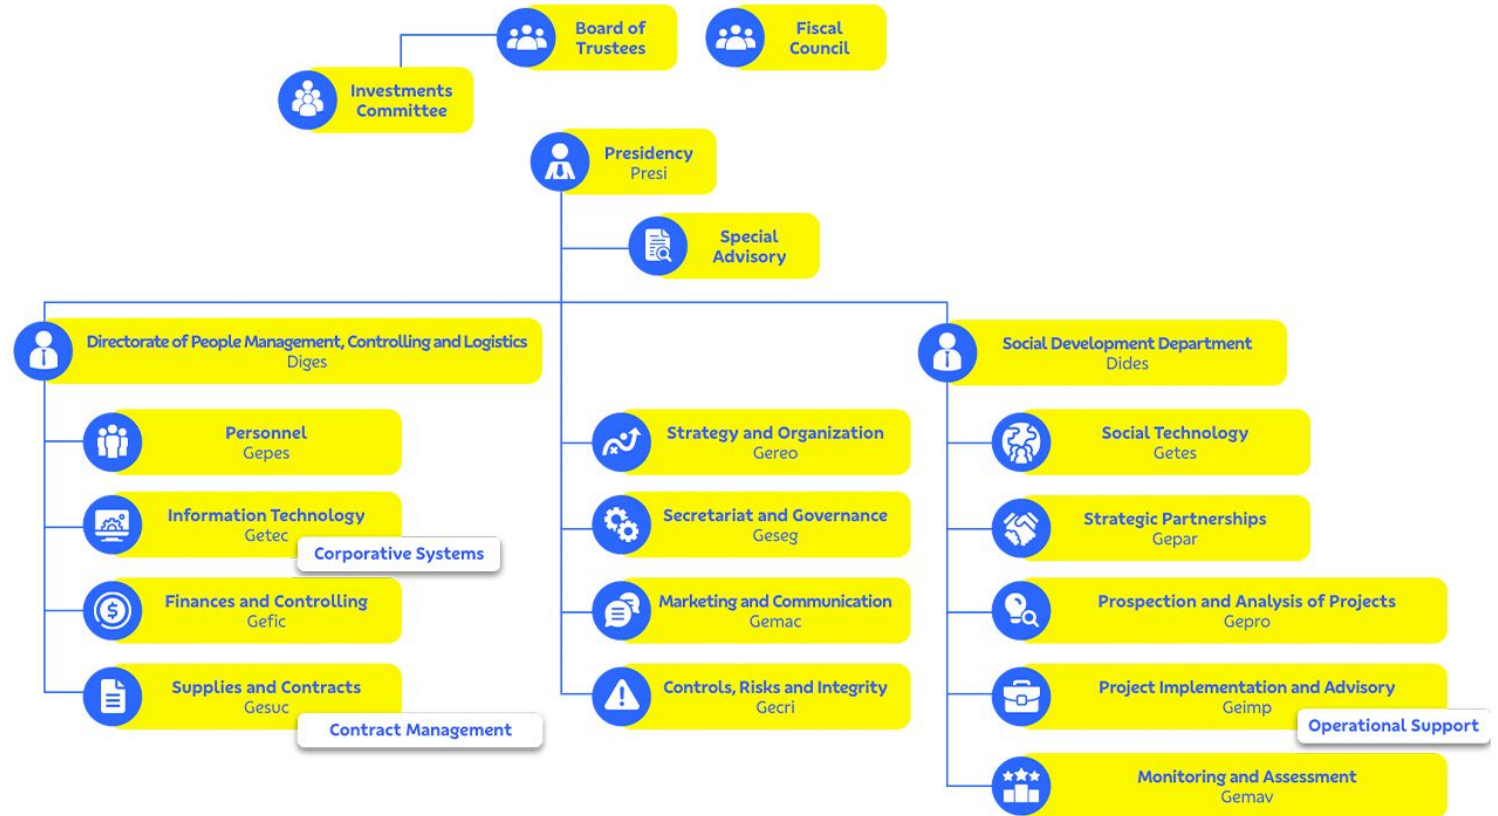 Board of
Trustees
Fiscal
Council
Investments
Committee
Presidency
Presi
Special
Advisory
Directorate of People Management, Controlling and Logistics
Diges
Personnel
Gepes
Information Technology
Getec
Corporative Systems
Finances and Controlling
Gefic
Supplies and Contracts
Gesuc
Contract Management
Strategy and Organization
Gereo
Secretariat and Governance
Geseg
Marketing and Communication
Gemac
Controls, Risks and Integrity
Gecri
Social Development Department
Dides
Social Technology
Getes
Strategic Partnerships
Gepar
Prospection and Analysis of Projects
Gepro
Project Implementation and Advisory
Geimp
Operational Support
Monitoring and Assessment
Gemav